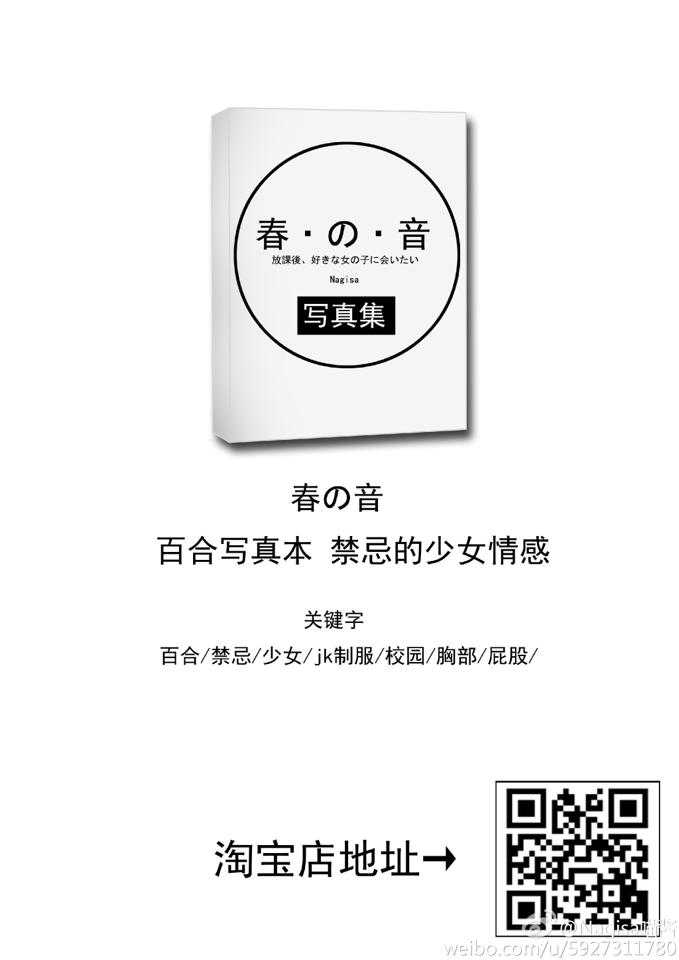 春・の・音
放課後、好きな女の子に会いたい
Nagisa
写真集
春の音
百合写真本 禁忌的少女情感
关键字
百合/禁忌/少女/jk制服/校园/胸部/屁股/
淘宝店地址→
weibo.com/u/5927311780